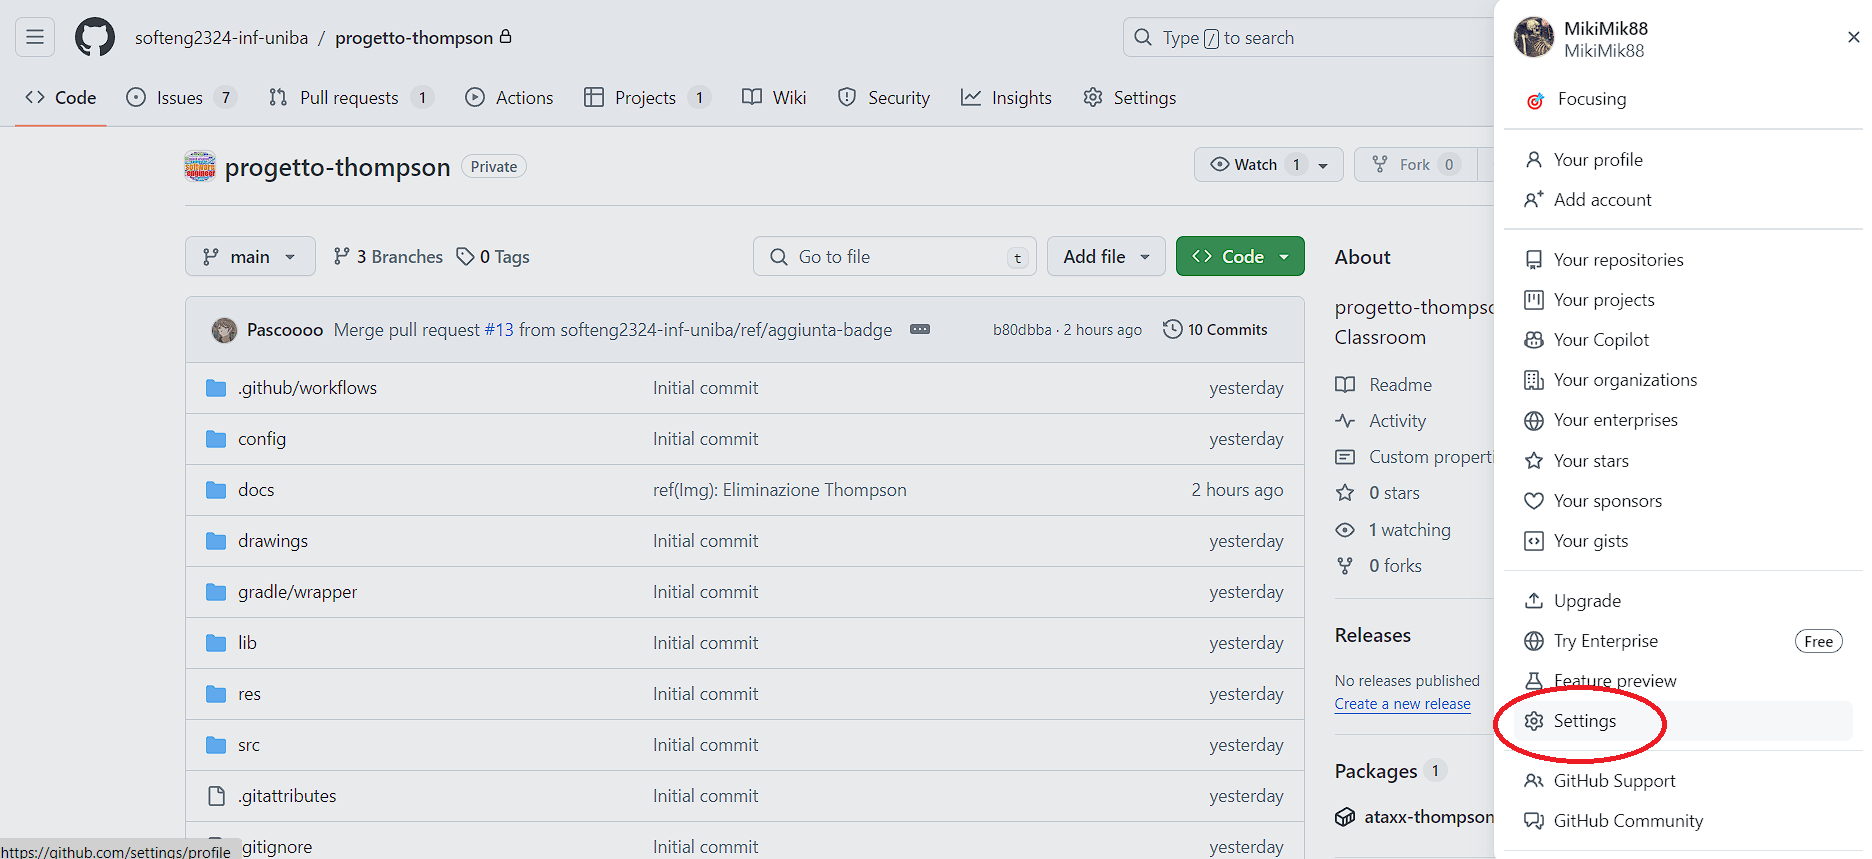 softeng2324-inf-uniba / progetto-thompson
Type / to search
Code
Issues 7
Pull requests 1
Actions
Projects 1
Wiki
Security
Insights
Settings
progetto-thompson Private
Watch 1
Fork 0
main
3 Branches
0 Tags
Go to file t
Add file
Code
Pascoooo Merge pull request #13 from softeng2324-inf-uniba/ref/aggiunta-badge
b80dbba · 2 hours ago
10 Commits
.github/workflows Initial commit yesterday
config Initial commit yesterday
docs ref(Img): Eliminazione Thompson 2 hours ago
drawings Initial commit yesterday
gradle/wrapper Initial commit yesterday
lib Initial commit yesterday
res Initial commit yesterday
src Initial commit yesterday
.gitattributes Initial commit yesterday
gitignore Initial commit yesterday
https://github.com/settings/profile
About
progetto-thompso
Classroom
Readme
Activity
Custom properti
0 stars
1 watching
0 forks
Releases
No releases published
Create a new release
Packages 1
ataxx-thompson
MikiMik88
MikiMik88
Focusing
Your profile
Add account
Your repositories
Your projects
Your Copilot
Your organizations
Your enterprises
Your stars
Your sponsors
Your gists
Upgrade
Try Enterprise Free
Feature preview
Settings
GitHub Support
GitHub Community